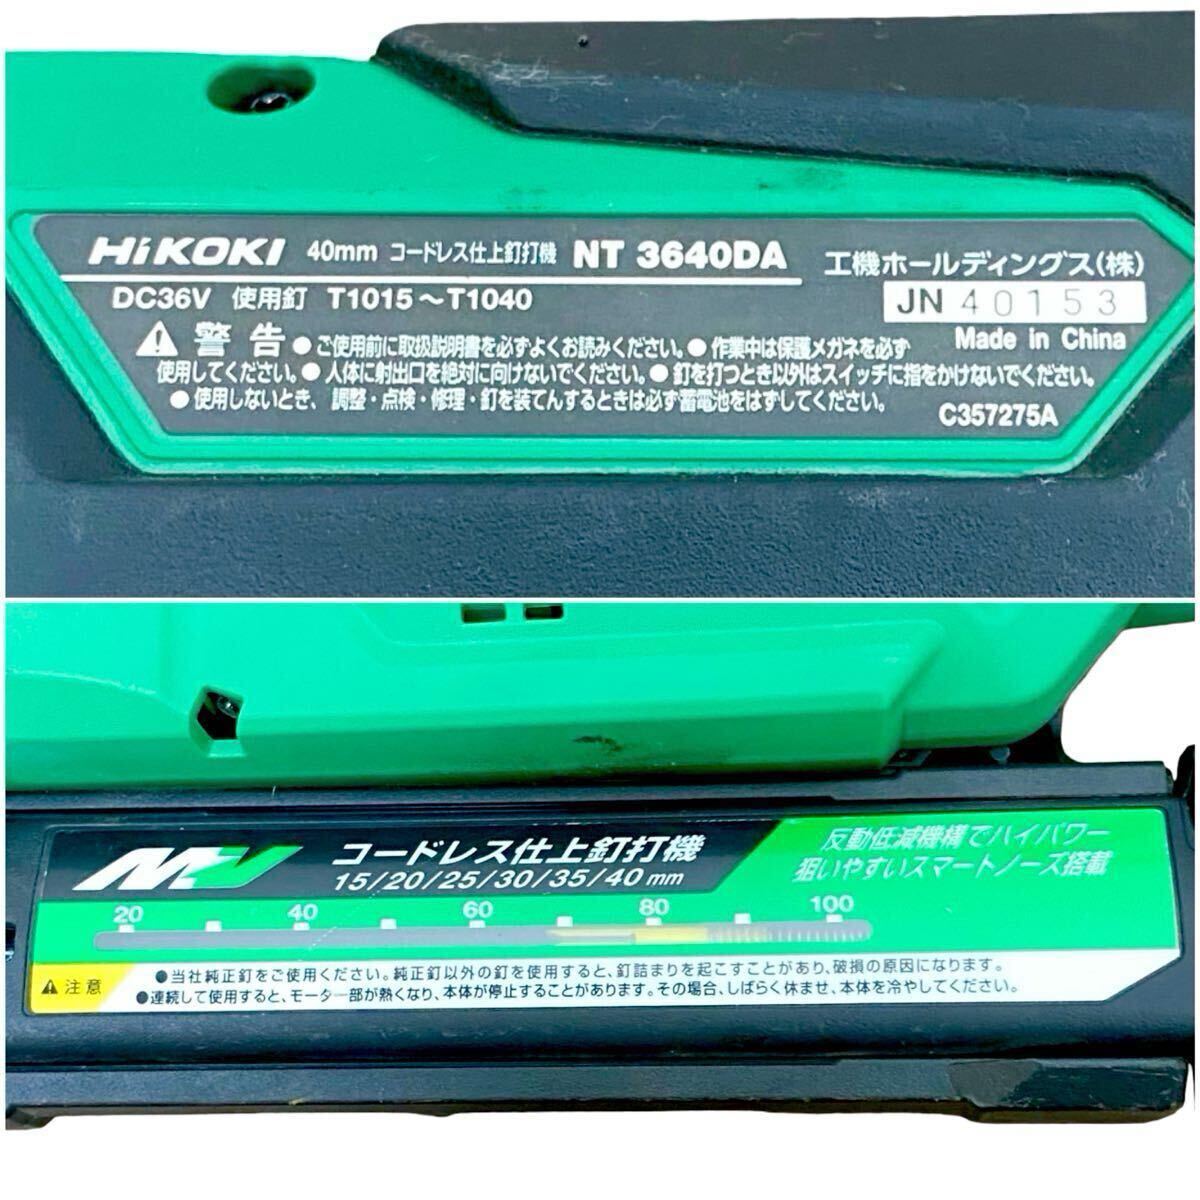 HiKOKI 40mm コードレス仕上釘打機 NT 3640DA 工機ホールディングス(株)
DC36V 使用釘 T1015～T1040 JN 40153
Made in China
⚠ 警告 ●ご使用前に取扱説明書を必ずよくお読みください。●作業中は保護メガネを必ず
使用してください。●人体に射出口を絶対に向けないでください。●釘を打つとき以外はスイッチに指をかけないでください。
●使用しないとき、調整・点検・修理・釘を装てんするときは必ず蓄電池をはずしてください。
C357275A
MV コードレス仕上釘打機
15/20/25/30/35/40 mm
反動低減機構でハイパワー
狙いやすいスマートノーズ搭載
20 40 60 80 100
⚠ 注意 ●当社純正釘をご使用ください。純正釘以外の釘を使用すると、釘詰まりを起こすことがあり、破損の原因になります。
●連続して使用すると、モーター部が熱くなり、本体が停止することがあります。その場合、しばらく休ませ、本体を冷やしてください。